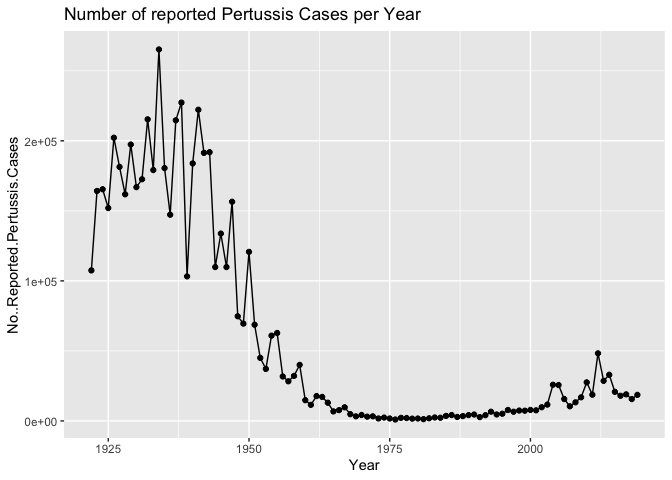 Number of reported Pertussis Cases per Year
No..Reported.Pertussis.Cases
2e+05
1e+05
0e+00
1925 1950 1975 2000
Year